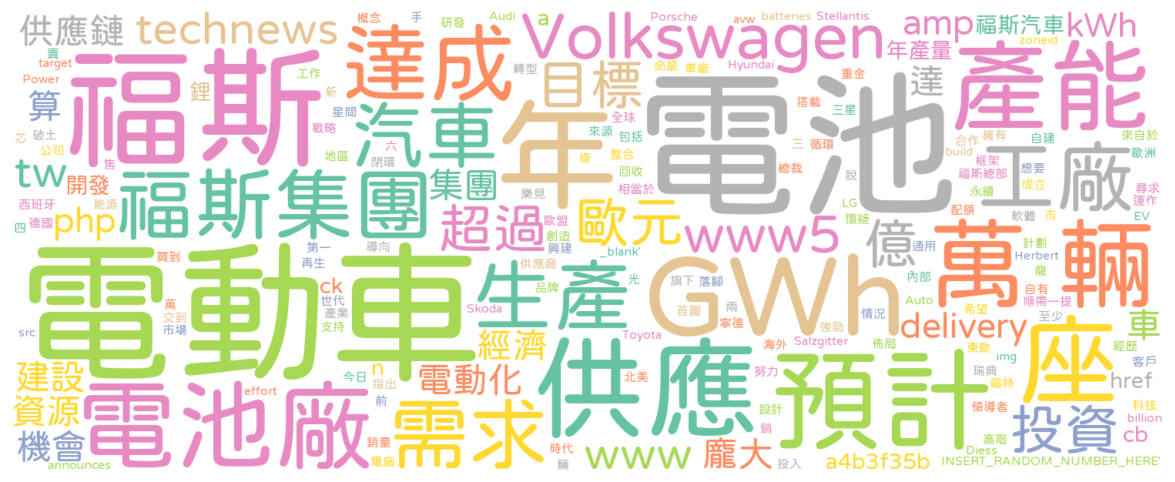 供應鏈
technews
概念
手
研發
Audi
a
Volkswagen
Porsche
avw
batteries
Stellantis
amp
福斯汽車
kWh
zoneid
賣
target
Power
福斯
工作
新
達成
轉型
目標
命脈
車廠
Hyundai
年產量
達
重金
產能
算
鋰
星間
戰略
汽車
年
全球
來源
包括
電池
搭載
三星
三
循環
合作
擁有
自建
來自於
芯
破土
公司
售
地區
六
閉環
條
整合
回收
總裁
說
build
框架
想要
歐洲
tw
開發
福斯集團
集團
樂見
相當於
工廠
福斯總部
成立
永續
尋求
運作
西班牙
能源
四
德國
php
超過
歐盟
創造
興建
歐元
www5
LG
懷疑
億
配額
軟體
市
EV
通用
計劃
Herbert
第一
再生
導向
_blank'
買到
電動車
ck
供應商
生產
光
GWh
旗下
落腳
內部
龍
萬輛
世代
產業
支持
品牌
兩
Auto
自有
順帶一提
萬
交到
市場
Skoda
首圖
強勁
情況
希望
至少
src
經濟
Toyota
寧德
海外
Salzgitter
delivery
佈局
東歐
img
經歷
車
客戶
建設
n
電動化
供應
北美
努力
預計
瑞典
福特
座
href
資源
電池廠
effort
今日
指出
前
需求
設計
銷
領導者
科技
billion
機會
銷量
電廠
時代
輛
www
龐大
投入
高階
Diess
投資
cb
announces
a4b3f35b
INSERT_RANDOM_NUMBER_HERE'